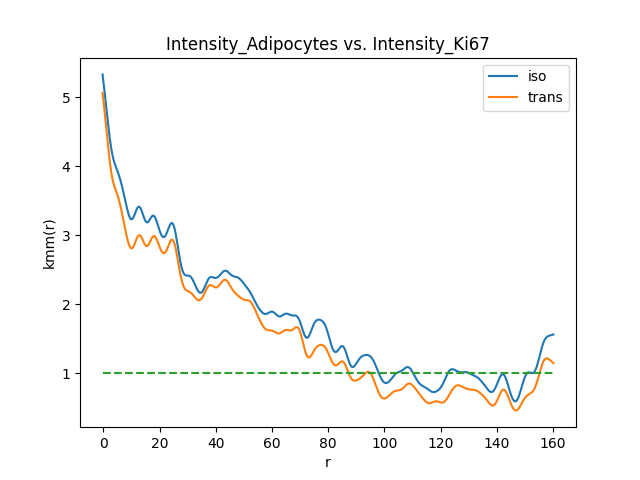 Intensity_Adipocytes vs. Intensity_Ki67
iso
trans
kmm(r)
5
4
3
2
1
0 20 40 60 80 100 120 140 160
r